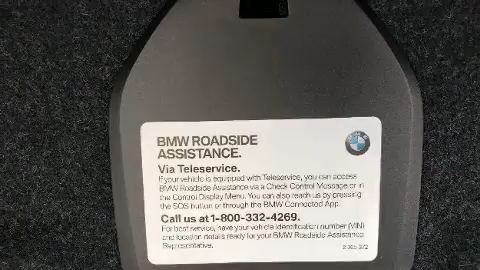 BMW ROADSIDE
ASSISTANCE.
Via Teleservice.
If your vehicle is equipped with Teleservice, you can access
BMW Roadside Assistance via a Check Control Message or in
the Control Display Menu. You can also reach us by pressing
the SOS button or through the BMW Connected App.
Call us at 1-800-332-4269.
For best service, have your vehicle identification number (VIN)
and location details ready for your BMW Roadside Assistance
Representative.